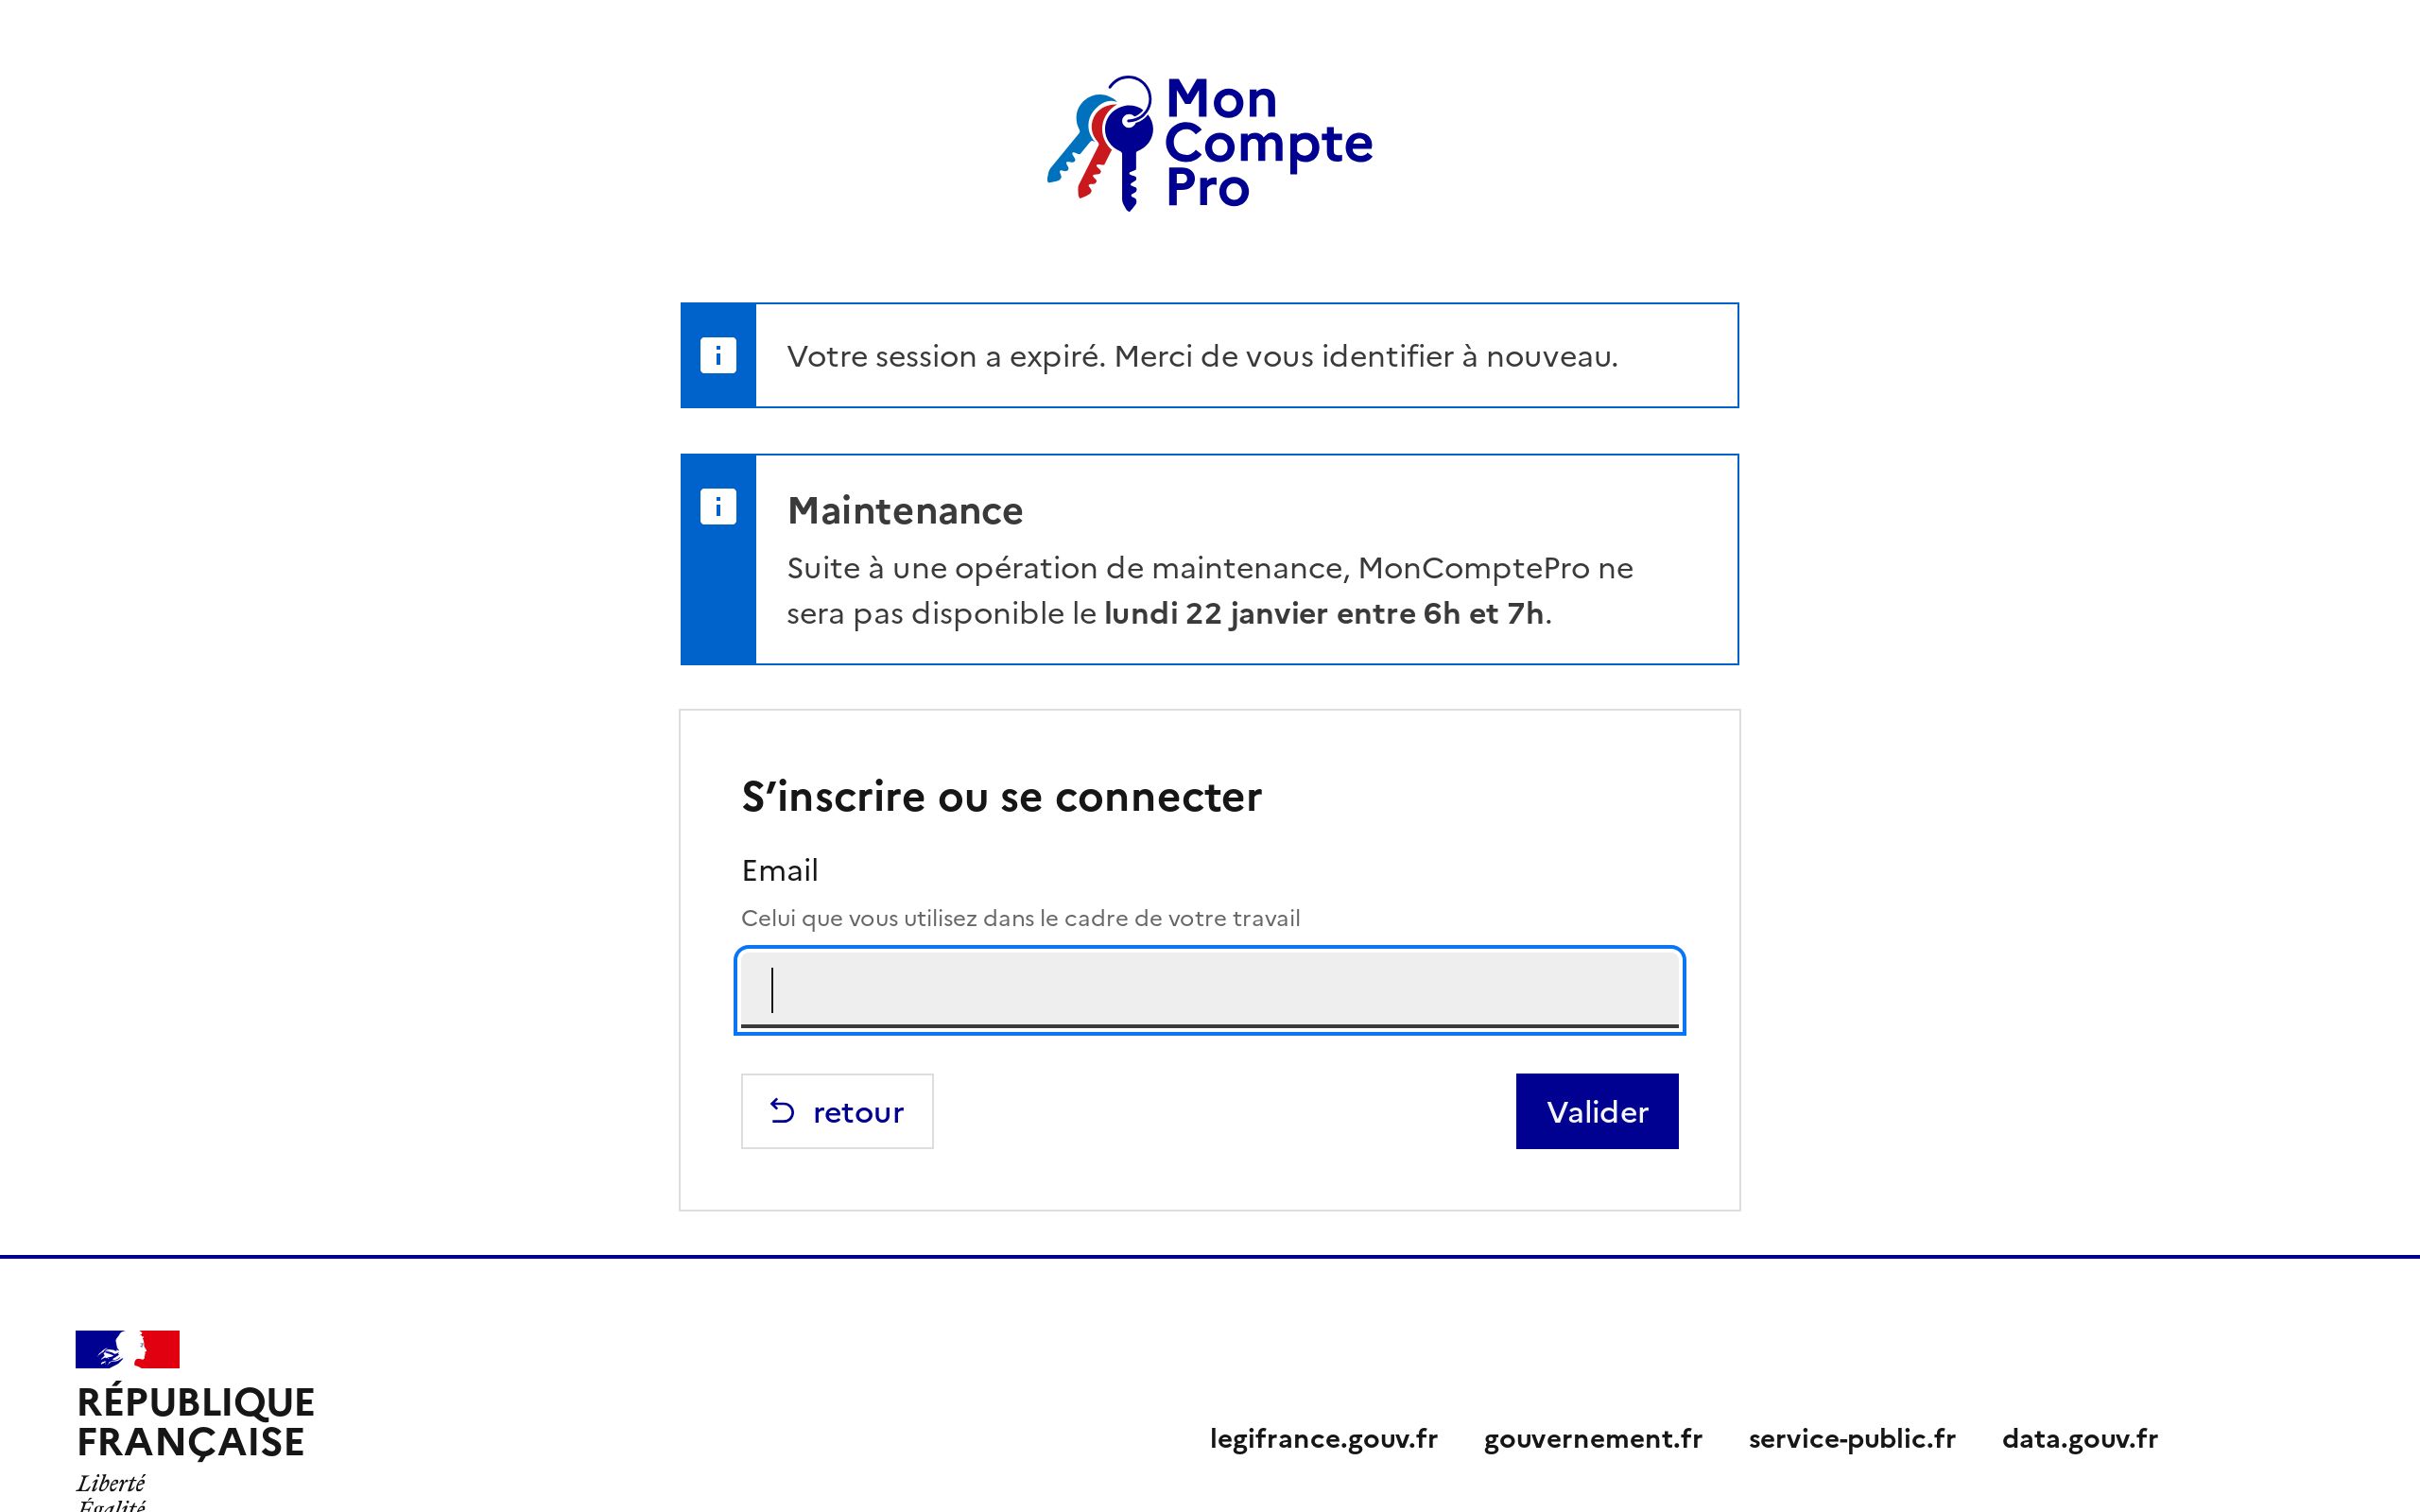 Mon
Compte
Pro
Votre session a expiré. Merci de vous identifier à nouveau.
Maintenance
Suite à une opération de maintenance, MonComptePro ne
sera pas disponible le lundi 22 janvier entre 6h et 7h.
S’inscrire ou se connecter
Email
Celui que vous utilisez dans le cadre de votre travail
retour
Valider
RÉPUBLIQUE
FRANÇAISE
Liberté
Égalité
legifrance.gouv.fr gouvernement.fr service-public.fr data.gouv.fr